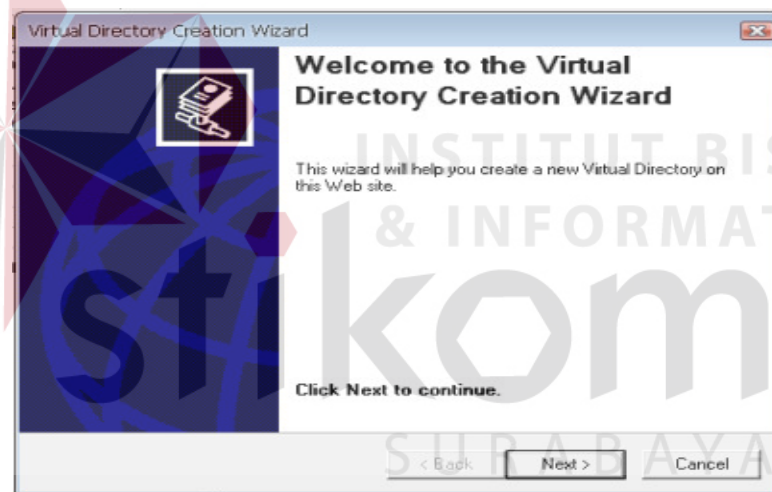 Virtual Directory Creation Wizard
Welcome to the Virtual
Directory Creation Wizard
This wizard will help you create a new Virtual Directory on
this Web site.
Click Next to continue.
< Back
Next >
Cancel
INSTITUT BIS
& INFORMAT
stikom
SURABAYA